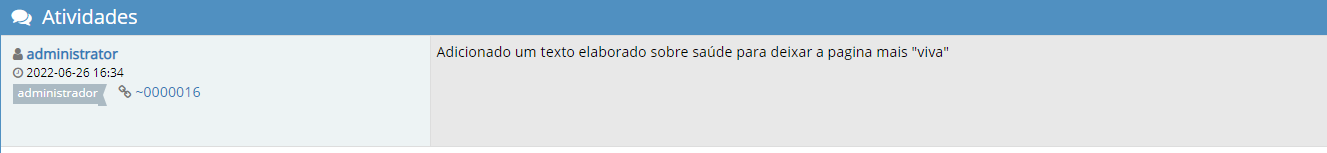 Atividades
administrator
2022-06-26 16:34
administrador ~0000016
Adicionado um texto elaborado sobre saúde para deixar a pagina mais "viva"